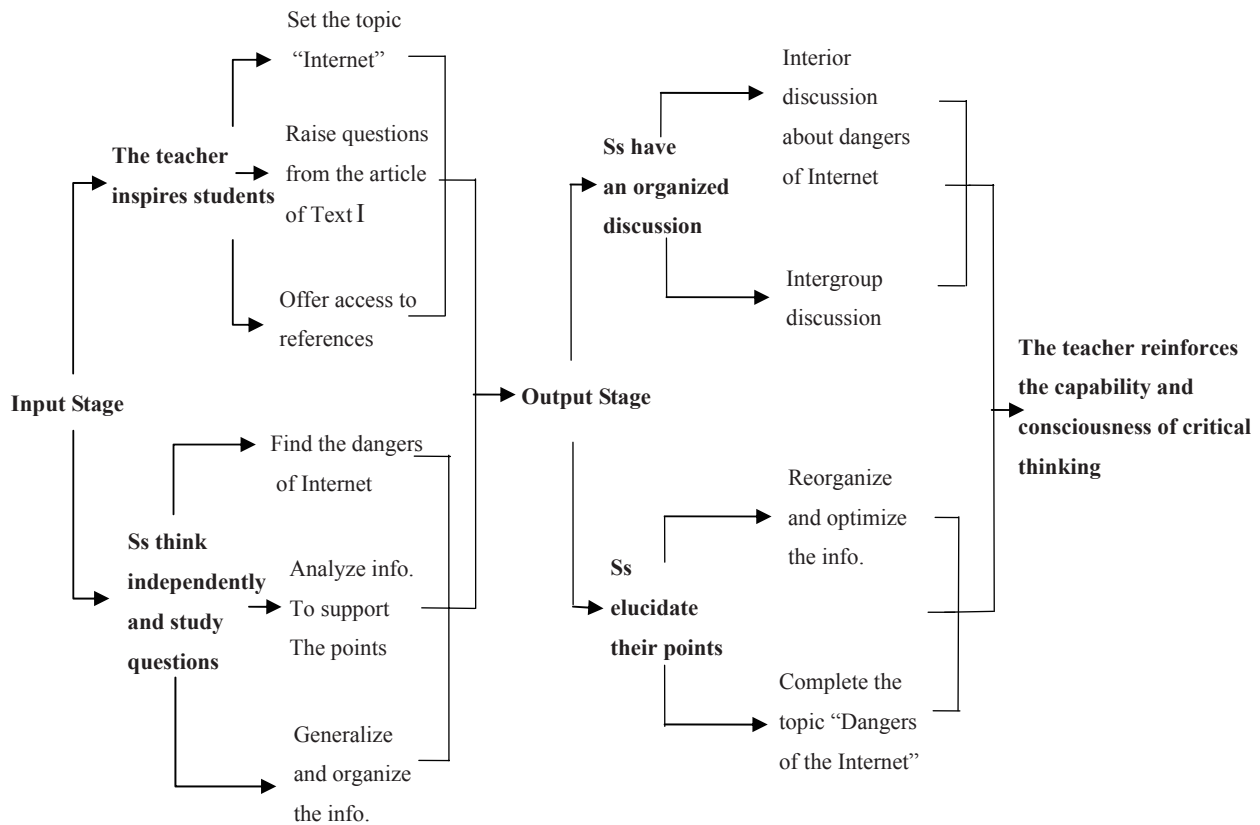 Set the topic
“Internet”
The teacher
inspires students
Raise questions
from the article
of Text I
Offer access to
references
Input Stage
Find the dangers
of Internet
Ss think
independently
and study
questions
Analyze info.
To support
The points
Generalize
and organize
the info.
Output Stage
Ss have
an organized
discussion
Interior
discussion
about dangers
of Internet
Intergroup
discussion
Ss
elucidate
their points
Reorganize
and optimize
the info.
Complete the
topic “Dangers
of the Internet”
The teacher reinforces
the capability and
consciousness of critical
thinking